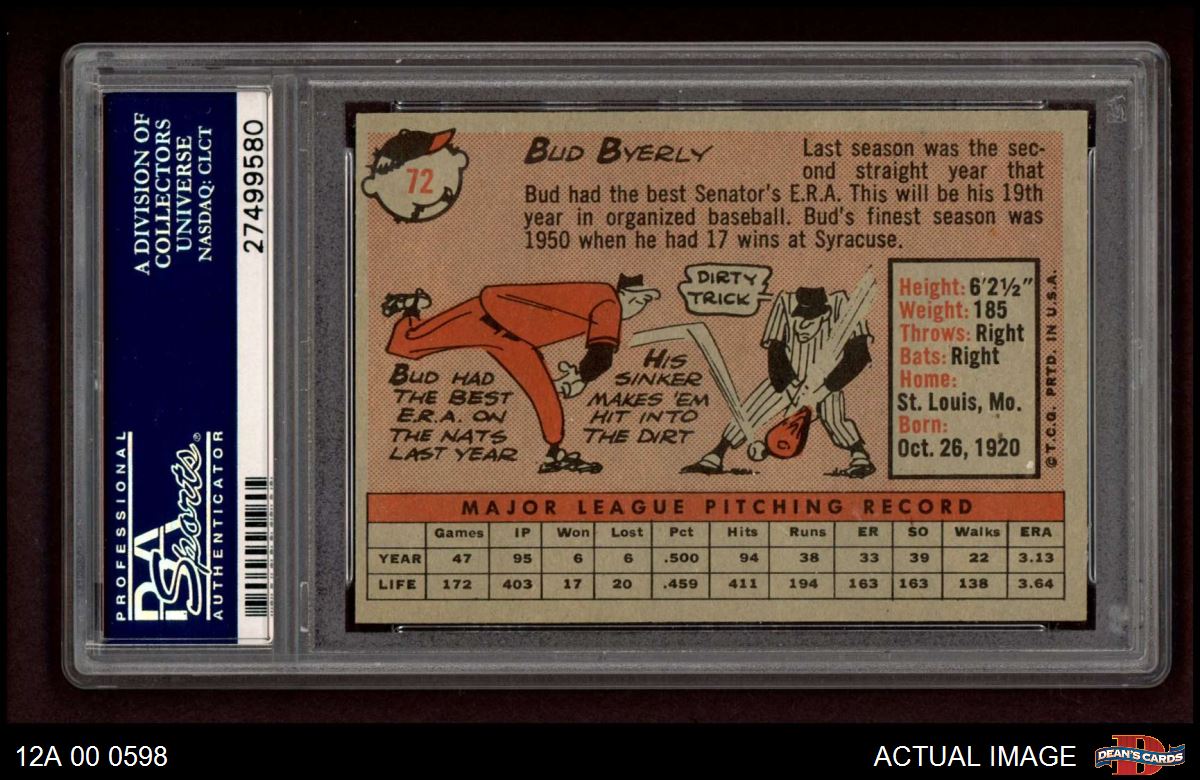 A DIVISION OF
COLLECTORS
UNIVERSE
NASDAQ: CLCT
27499580
PROFESSIONAL
PSA
Sports®
AUTHENTICATOR
72
BUD BYERLY
Last season was the sec-
ond straight year that
Bud had the best Senator's E.R.A. This will be his 19th
year in organized baseball. Bud's finest season was
1950 when he had 17 wins at Syracuse.
DIRTY
TRICK
BUD HAD
THE BEST
E.R.A. ON
THE NATS
LAST YEAR
HIS
SINKER
MAKES 'EM
HIT INTO
THE DIRT
Height: 6'2½"
Weight: 185
Throws: Right
Bats: Right
Home:
St. Louis, Mo.
Born:
Oct. 26, 1920
© T.C.G. PRTD. IN U.S.A.
MAJOR LEAGUE PITCHING RECORD
Games IP Won Lost Pct Hits Runs ER SO Walks ERA
YEAR 47 95 6 6 .500 94 38 33 39 22 3.13
LIFE 172 403 17 20 .459 411 194 163 163 138 3.64
12A 00 0598
ACTUAL IMAGE
DEAN'S CARDS